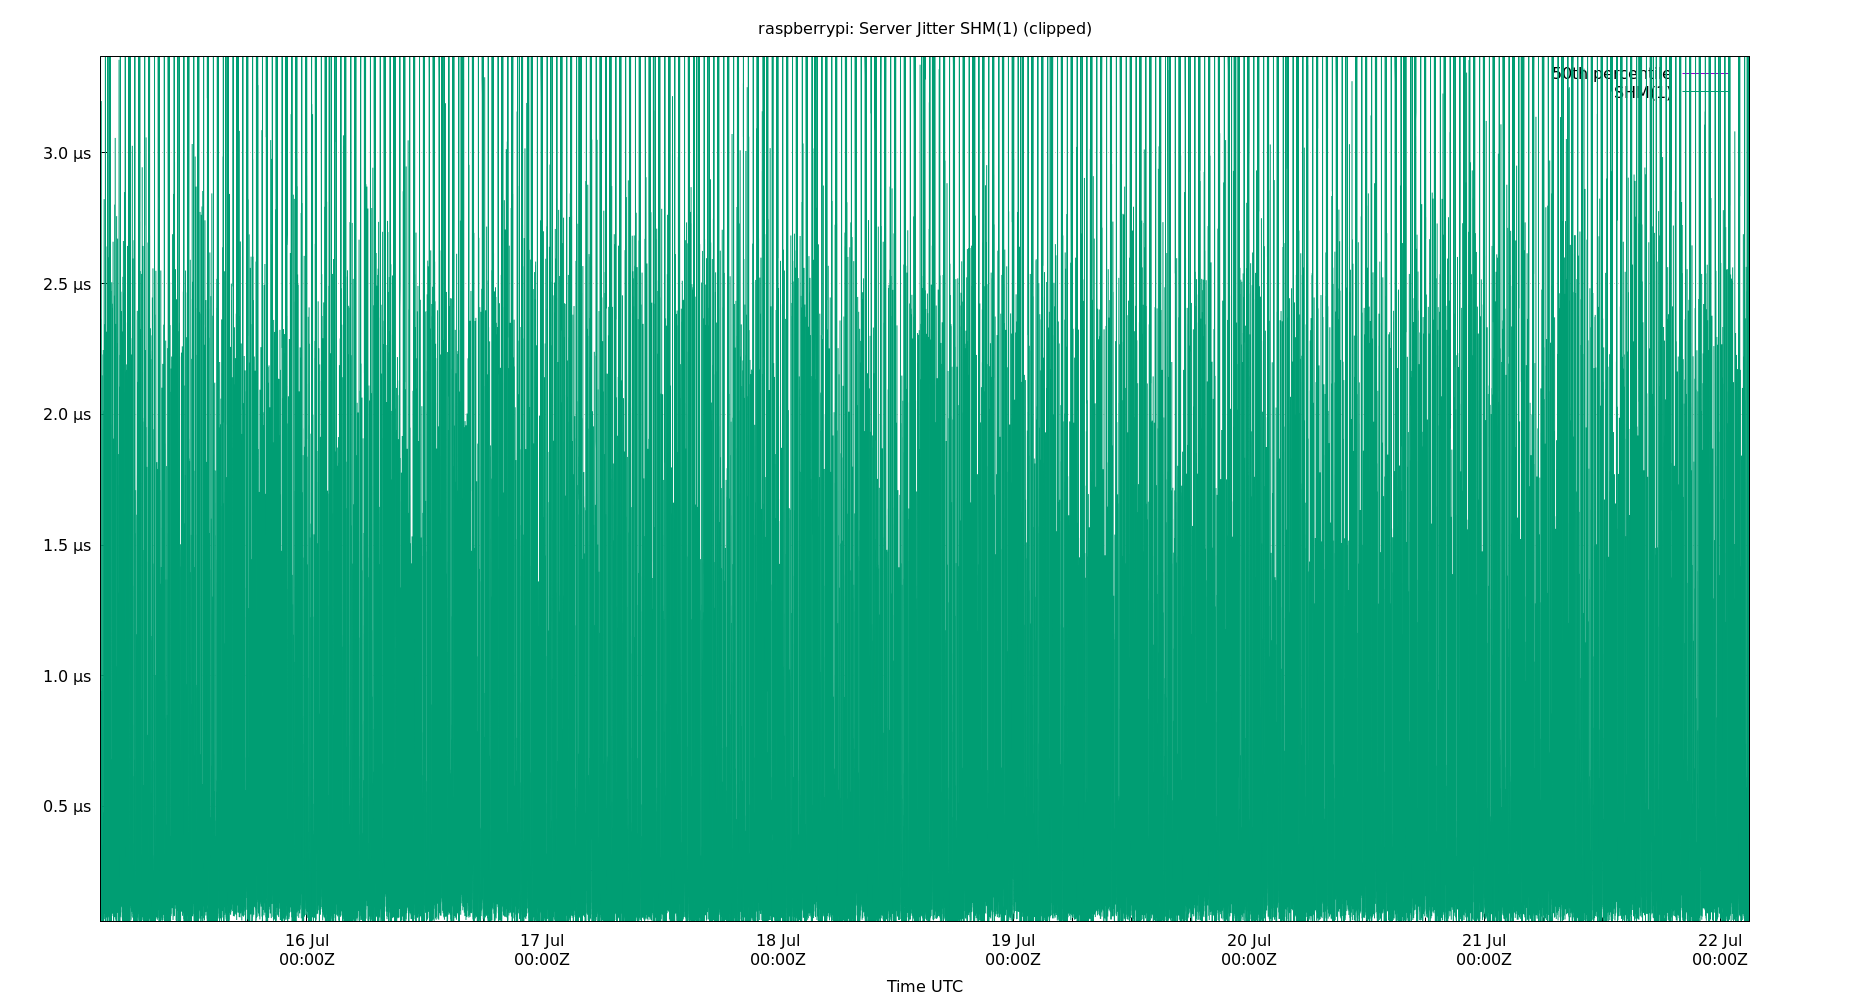 raspberrypi: Server Jitter SHM(1) (clipped)
50th percentile
SHM(1)
3.0 µs
2.5 µs
2.0 µs
1.5 µs
1.0 µs
0.5 µs
16 Jul 17 Jul 18 Jul 19 Jul 20 Jul 21 Jul 22 Jul
00:00Z 00:00Z 00:00Z 00:00Z 00:00Z 00:00Z 00:00Z
Time UTC